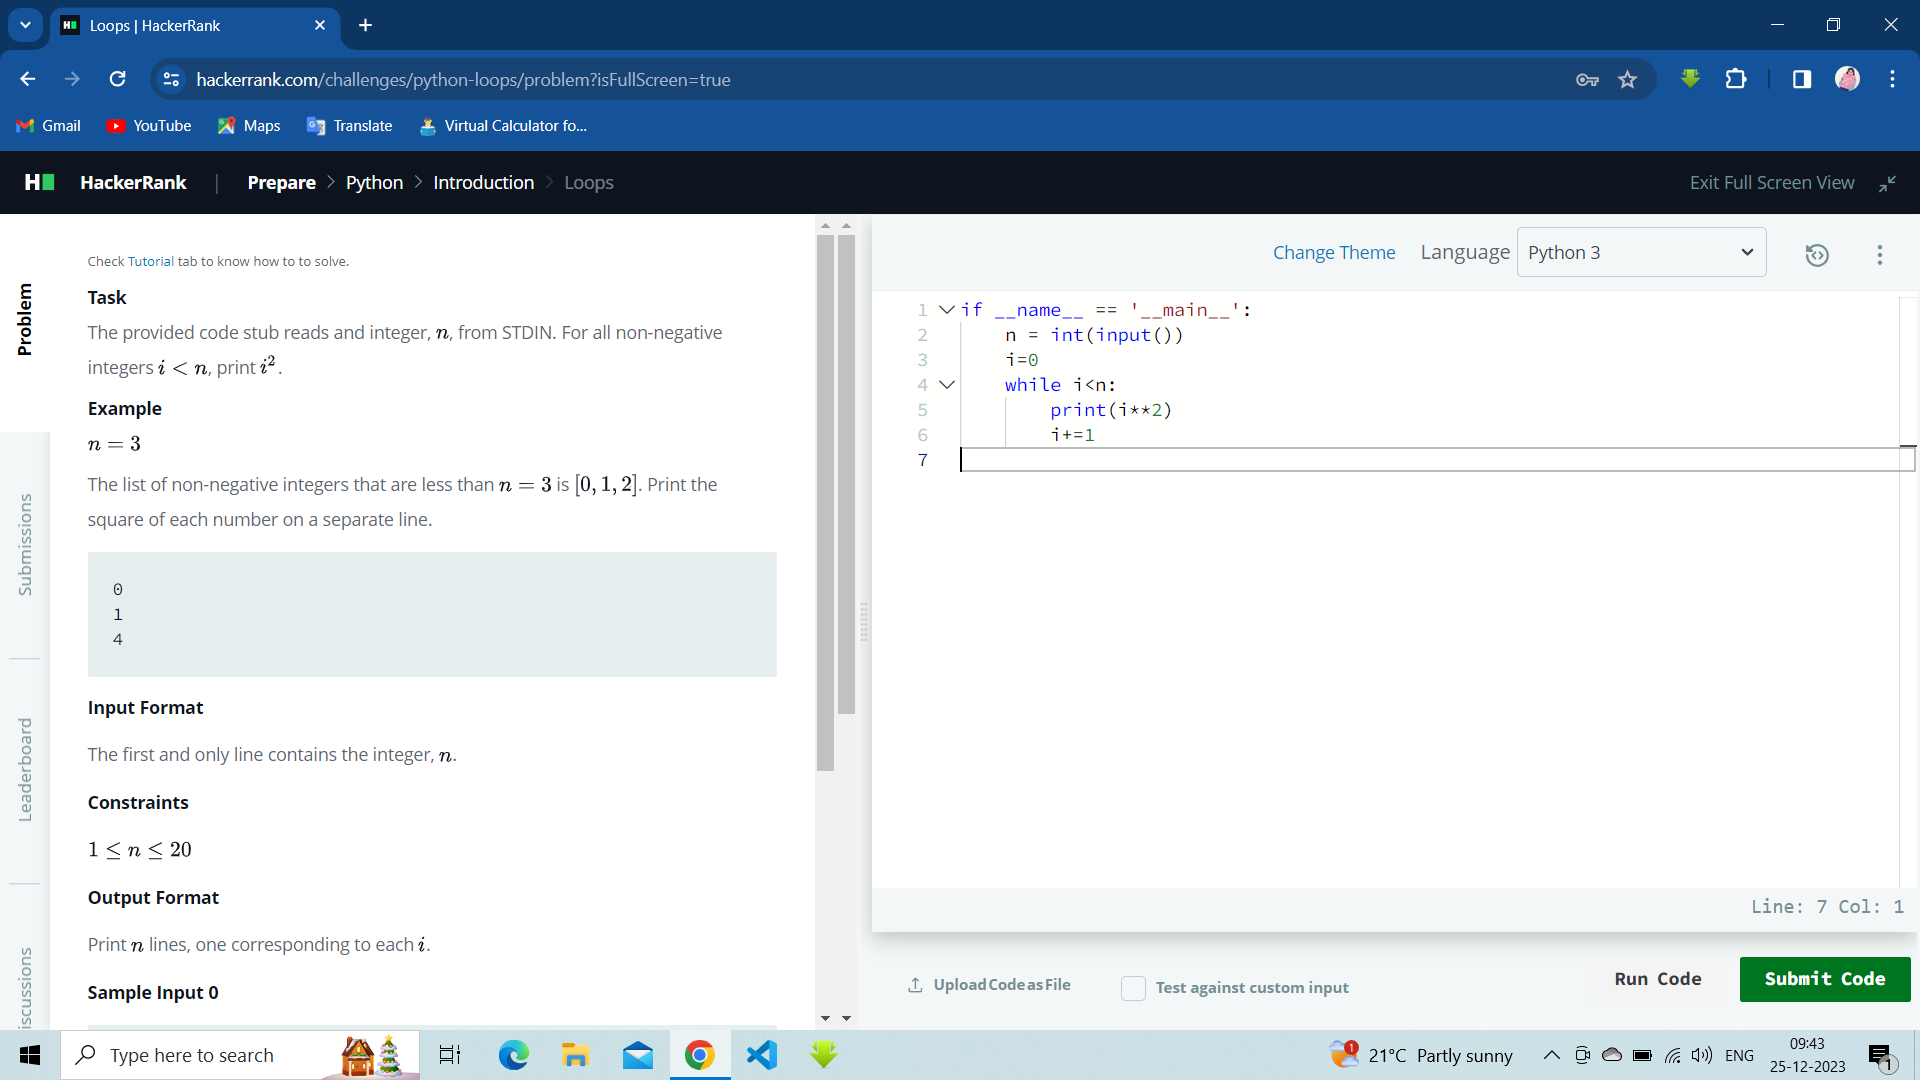 Loops | HackerRank
hackerrank.com/challenges/python-loops/problem?isFullScreen=true
Gmail YouTube Maps Translate Virtual Calculator fo...
HackerRank | Prepare > Python > Introduction > Loops
Exit Full Screen View
Problem
Submissions
Leaderboard
iscussions
Check Tutorial tab to know how to to solve.
Task
The provided code stub reads and integer, n, from STDIN. For all non-negative
integers i < n, print i².
Example
n = 3
The list of non-negative integers that are less than n = 3 is [0, 1, 2]. Print the
square of each number on a separate line.
0
1
4
Input Format
The first and only line contains the integer, n.
Constraints
1 ≤ n ≤ 20
Output Format
Print n lines, one corresponding to each i.
Sample Input 0
Change Theme Language Python 3
1 if __name__ == '__main__':
2     n = int(input())
3     i=0
4     while i<n:
5         print(i**2)
6         i+=1
7
Line: 7 Col: 1
Upload Code as File
Test against custom input
Run Code
Submit Code
Type here to search
1
21°C Partly sunny
ENG
09:43
25-12-2023
1